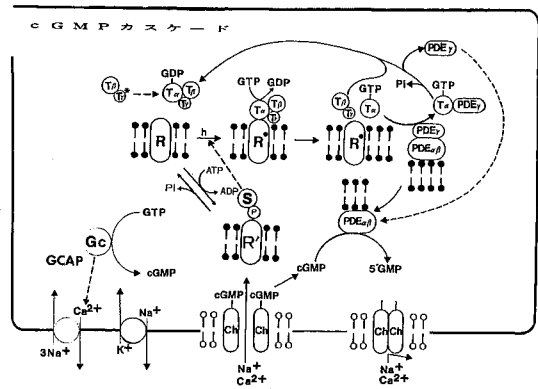 cGMPカスケード
PDEγ
GDP
Tβ
Tγ
Tα
Tβ
Tγ
GTP
GDP
Tα
Tβ
Tγ
Tβ
Tγ
GTP
Tα
Pi
GTP
Tα
PDEγ
PDEγ
PDEαβ
R
h
R*
R*
Pi
ATP
ADP
S
P
R'
PDEαβ
GTP
Gc
GCAP
cGMP
cGMP
5'GMP
cGMP
cGMP
Ca2+
3Na+
Na+
K+
Ch
Ch
Na+
Ca2+
Ch
Ch
Na+
Ca2+